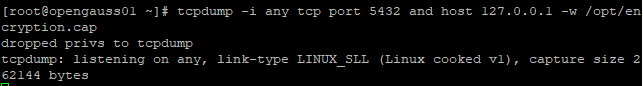 [root@opengauss01 ~]# tcpdump -i any tcp port 5432 and host 127.0.0.1 -w /opt/en
cryption.cap
dropped privs to tcpdump
tcpdump: listening on any, link-type LINUX_SLL (Linux cooked v1), capture size 2
62144 bytes